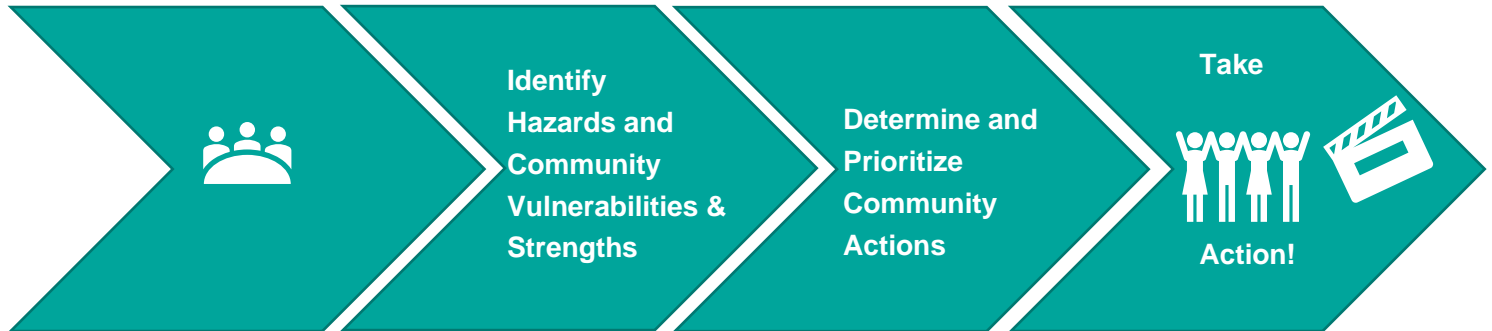 Identify
Hazards and
Community
Vulnerabilities &
Strengths
Determine and
Prioritize
Community
Actions
Take
Action!